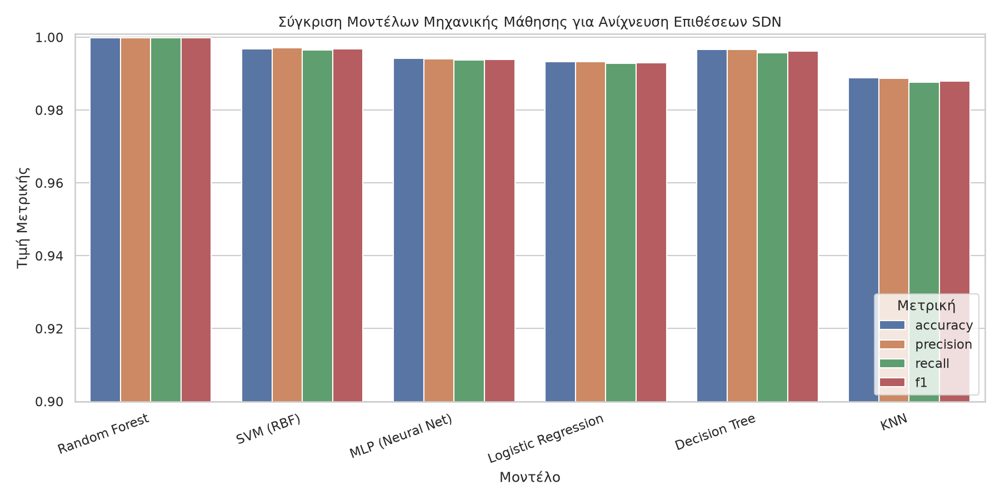 Σύγκριση Μοντέλων Μηχανικής Μάθησης για Ανίχνευση Επιθέσεων SDN
Τιμή Μετρικής
1.00
0.98
0.96
0.94
0.92
0.90
Μετρική
accuracy
precision
recall
f1
Random Forest
SVM (RBF)
MLP (Neural Net)
Logistic Regression
Decision Tree
KNN
Μοντέλο